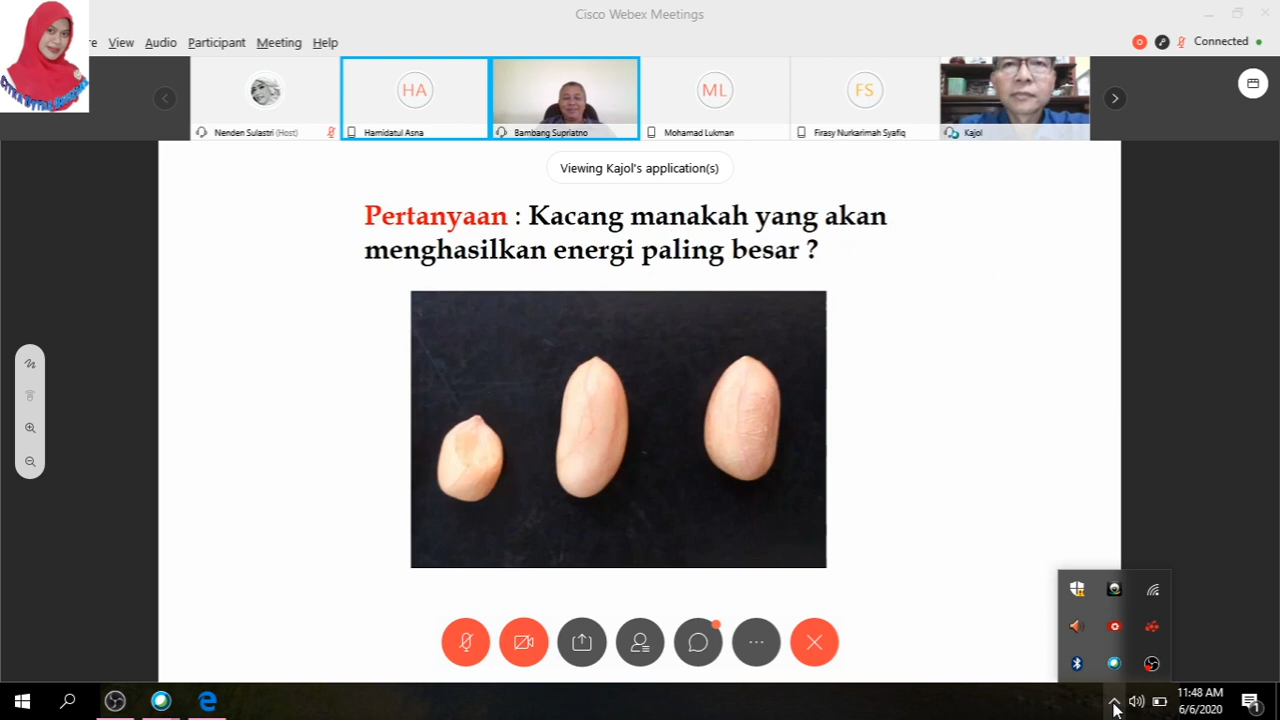 Cisco Webex Meetings
re View Audio Participant Meeting Help
Connected
HA
ML
FS
Nenden Sulastri (Host)
Hamidatul Asna
Bambang Supriatno
Mohamad Lukman
Firasy Nurkarimah Syafiq
Kajol
Viewing Kajol's application(s)
Pertanyaan : Kacang manakah yang akan
menghasilkan energi paling besar ?
11:48 AM
6/6/2020
1